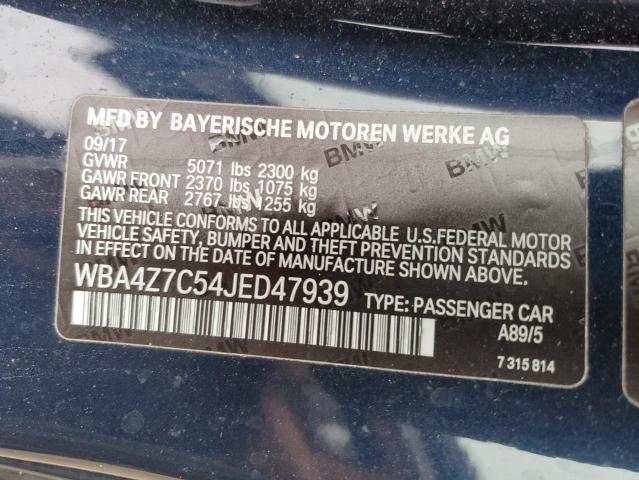 MFD BY BAYERISCHE MOTOREN WERKE AG
09/17
GVWR 5071 lbs 2300 kg
GAWR FRONT 2370 lbs 1075 kg
GAWR REAR 2767 lbs 1255 kg
THIS VEHICLE CONFORMS TO ALL APPLICABLE U.S.FEDERAL MOTOR
VEHICLE SAFETY, BUMPER AND THEFT PREVENTION STANDARDS
IN EFFECT ON THE DATE OF MANUFACTURE SHOWN ABOVE.
WBA4Z7C54JED47939 TYPE: PASSENGER CAR
A89/5
7 315 814